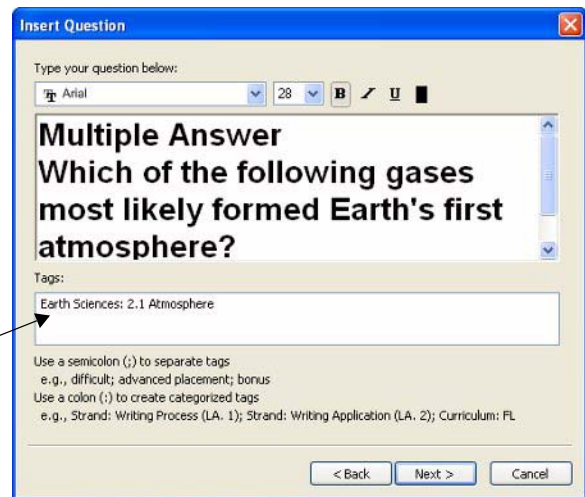 Insert Question
Type your question below:
Arial 28 B I U
Multiple Answer
Which of the following gases
most likely formed Earth's first
atmosphere?
Tags:
Earth Sciences: 2.1 Atmosphere
Use a semicolon (;) to separate tags
e.g., difficult; advanced placement; bonus
Use a colon (:) to create categorized tags
e.g., Strand: Writing Process (LA. 1); Strand: Writing Application (LA. 2); Curriculum: FL
< Back Next > Cancel